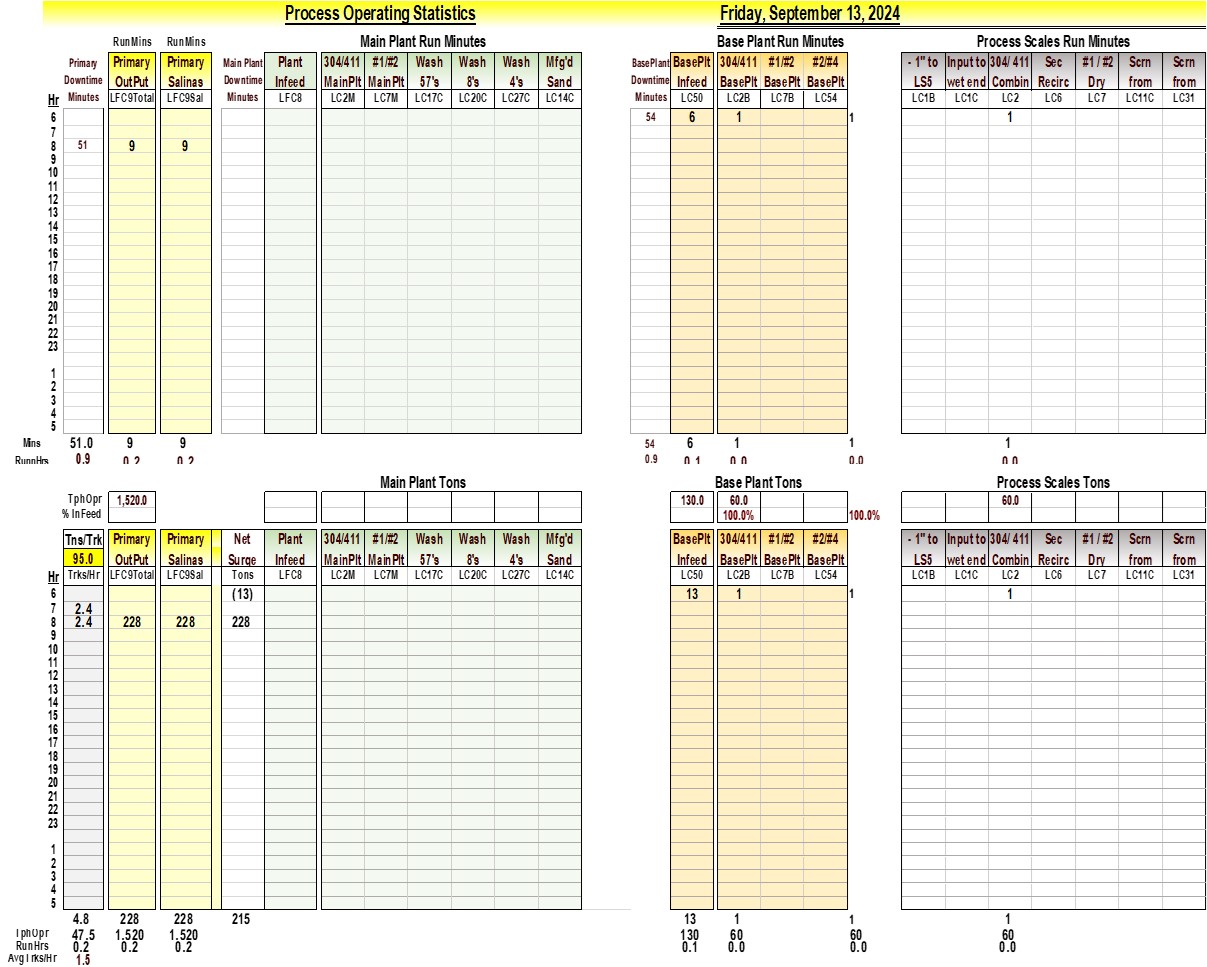 Process Operating Statistics Friday, September 13, 2024
RunMins RunMins Main Plant Run Minutes Base Plant Run Minutes Process Scales Run Minutes
Primary Primary Primary Main Plant Plant 304/411 #1/#2 Wash Wash Wash Mfg'd BasePlant BasePlt 304/411 #1/#2 #2/#4 - 1" to Input to 304/ 411 Sec #1 / #2 Scrn Scrn
Downtime OutPut Salinas Downtime Infeed MainPlt MainPlt 57's 8's 4's Sand Downtime Infeed BasePlt BasePlt BasePlt LS5 wet end Combin Recirc Dry from from
Hr Minutes LFC9Total LFC9Sal Minutes LFC8 LC2M LC7M LC17C LC20C LC27C LC14C Minutes LC50 LC2B LC7B LC54 LC1B LC1C LC2 LC6 LC7 LC11C LC31
6 54 6 1 1 1
7
8 51 9 9
9
10
11
12
13
14
15
16
17
18
19
20
21
22
23
1
2
3
4
5
Mins 51.0 9 9 54 6 1 1 1
RunnHrs 0.9 0.2 0.2 0.9 0.1 0.0 0.0 0.0
Main Plant Tons Base Plant Tons Process Scales Tons
TphOpr 1,520.0 130.0 60.0 60.0
% InFeed 100.0% 100.0%
Tns/Trk Primary Primary Net Plant 304/411 #1/#2 Wash Wash Wash Mfg'd BasePlt 304/411 #1/#2 #2/#4 - 1" to Input to 304/ 411 Sec #1 / #2 Scrn Scrn
95.0 OutPut Salinas Surge Infeed MainPlt MainPlt 57's 8's 4's Sand Infeed BasePlt BasePlt BasePlt LS5 wet end Combin Recirc Dry from from
Hr Trks/Hr LFC9Total LFC9Sal Tons LFC8 LC2M LC7M LC17C LC20C LC27C LC14C LC50 LC2B LC7B LC54 LC1B LC1C LC2 LC6 LC7 LC11C LC31
6 (13) 13 1 1 1
7 2.4
8 2.4 228 228 228
9
10
11
12
13
14
15
16
17
18
19
20
21
22
23
1
2
3
4
5
4.8 228 228 215 13 1 1 1
TphOpr 47.5 1,520 1,520 130 60 60 60
RunHrs 0.2 0.2 0.2 0.1 0.0 0.0 0.0
AvgTrks/Hr 1.5